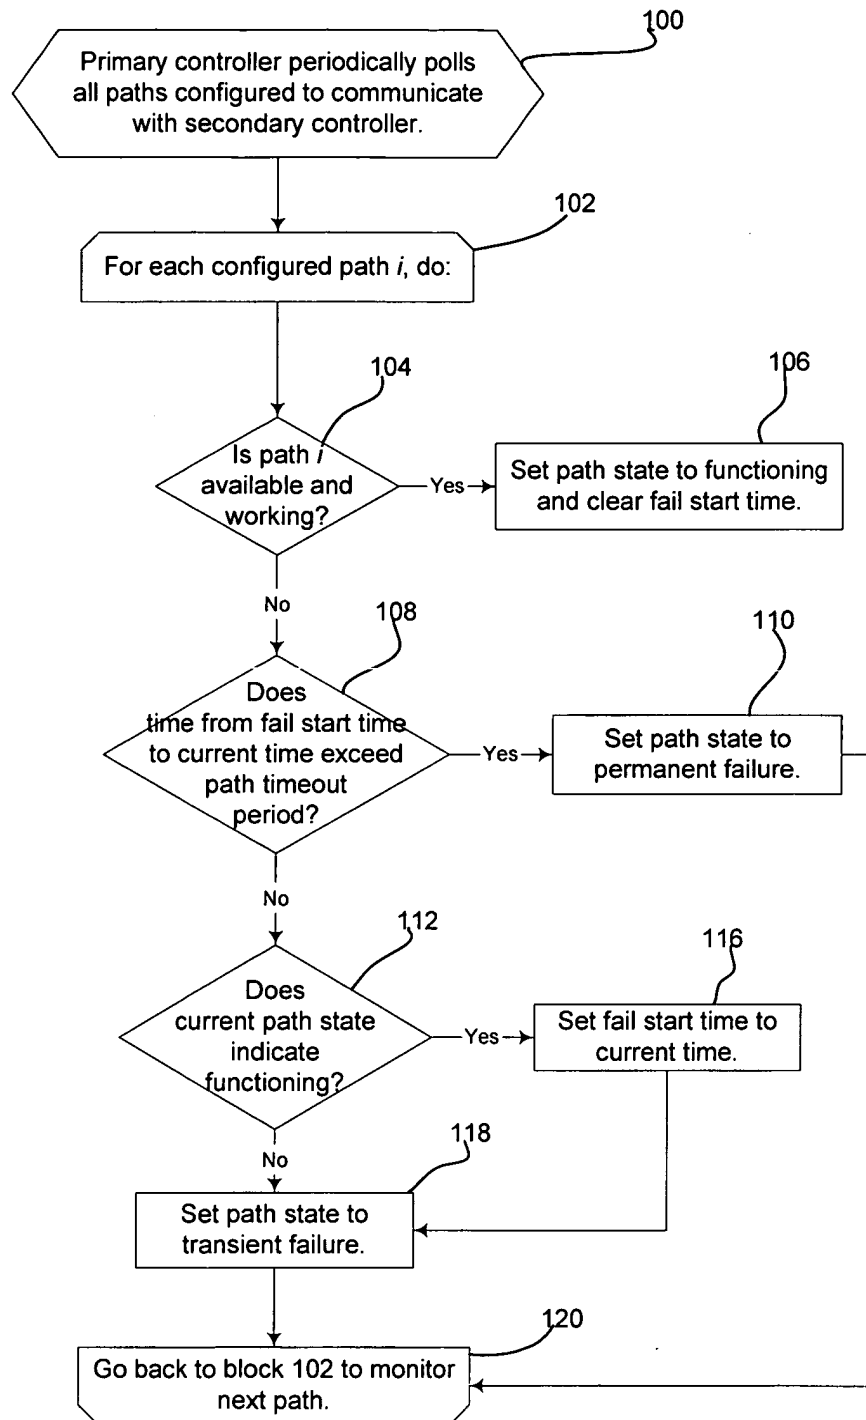 100
Primary controller periodically polls
all paths configured to communicate
with secondary controller.
102
For each configured path i, do:
104
Is path i
available and
working?
Yes
106
Set path state to functioning
and clear fail start time.
No
108
Does
time from fail start time
to current time exceed
path timeout
period?
Yes
110
Set path state to
permanent failure.
No
112
Does
current path state
indicate
functioning?
Yes
116
Set fail start time to
current time.
No
118
Set path state to
transient failure.
120
Go back to block 102 to monitor
next path.